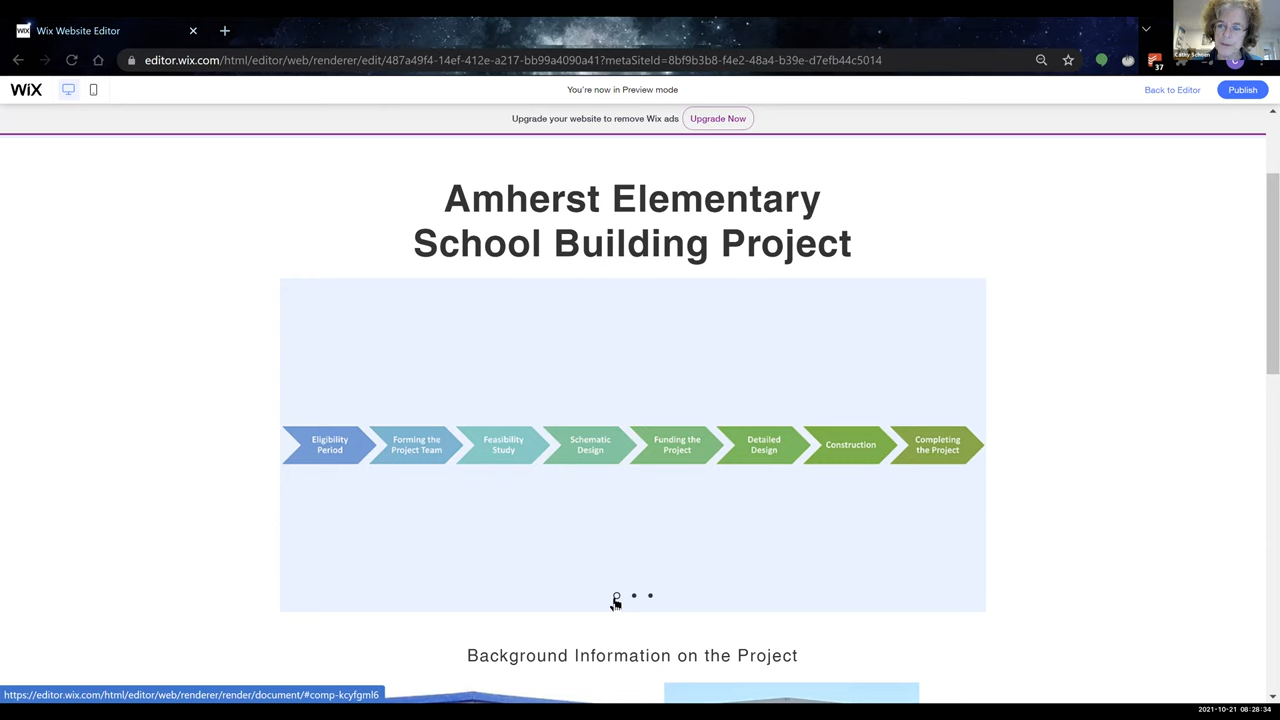 WIX Wix Website Editor
Cathy Schoen
editor.wix.com/html/editor/web/renderer/edit/487a49f4-14ef-412e-a217-bb99a4090a41?metaSiteId=8bf9b3b8-f4e2-48a4-b39e-d7efb44c5014
37
WiX
You're now in Preview mode
Back to Editor
Publish
Upgrade your website to remove Wix ads
Upgrade Now
Amherst Elementary
School Building Project
Eligibility
Period
Forming the
Project Team
Feasibility
Study
Schematic
Design
Funding the
Project
Detailed
Design
Construction
Completing
the Project
Background Information on the Project
https://editor.wix.com/html/editor/web/renderer/render/document/#comp-kcyfgml6
2021-10-21 08:28:34